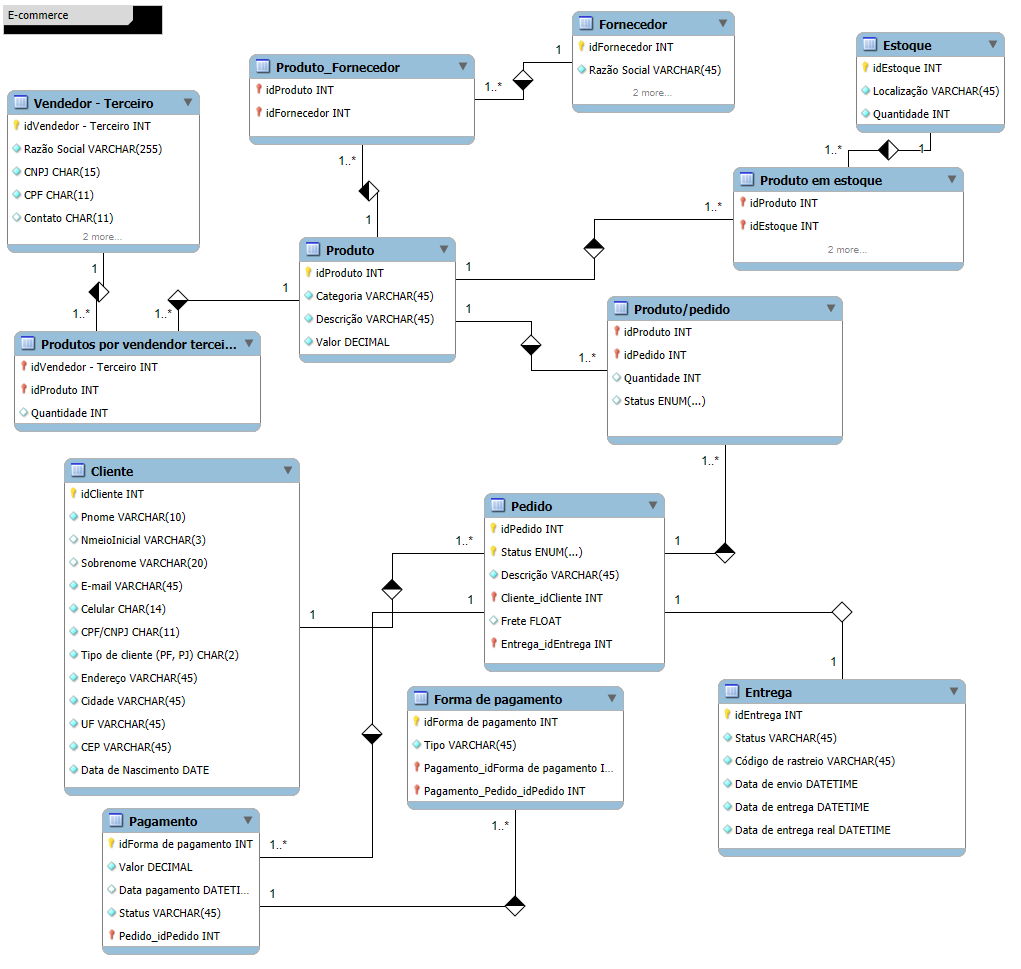 E-commerce
Fornecedor
idFornecedor INT
Razão Social VARCHAR(45)
2 more...
Estoque
idEstoque INT
Localização VARCHAR(45)
Quantidade INT
Produto_Fornecedor
idProduto INT
idFornecedor INT
1
1..*
Vendedor - Terceiro
idVendedor - Terceiro INT
Razão Social VARCHAR(255)
CNPJ CHAR(15)
CPF CHAR(11)
Contato CHAR(11)
2 more...
1..*
1
1..*
1
Produto em estoque
idProduto INT
idEstoque INT
2 more...
1..*
Produto
idProduto INT
Categoria VARCHAR(45)
Descrição VARCHAR(45)
Valor DECIMAL
1
1
1
1
1..*
1..*
1..*
Produtos por vendendor tercei...
idVendedor - Terceiro INT
idProduto INT
Quantidade INT
Produto/pedido
idProduto INT
idPedido INT
Quantidade INT
Status ENUM(...)
1..*
Cliente
idCliente INT
Pnome VARCHAR(10)
NmeioInicial VARCHAR(3)
Sobrenome VARCHAR(20)
E-mail VARCHAR(45)
Celular CHAR(14)
CPF/CNPJ CHAR(11)
Tipo de cliente (PF, PJ) CHAR(2)
Endereço VARCHAR(45)
Cidade VARCHAR(45)
UF VARCHAR(45)
CEP VARCHAR(45)
Data de Nascimento DATE
1
1..*
1
Pedido
idPedido INT
Status ENUM(...)
Descrição VARCHAR(45)
Cliente_idCliente INT
Frete FLOAT
Entrega_idEntrega INT
1
1
1
Forma de pagamento
idForma de pagamento INT
Tipo VARCHAR(45)
Pagamento_idForma de pagamento I...
Pagamento_Pedido_idPedido INT
1..*
Entrega
idEntrega INT
Status VARCHAR(45)
Código de rastreio VARCHAR(45)
Data de envio DATETIME
Data de entrega DATETIME
Data de entrega real DATETIME
Pagamento
idForma de pagamento INT
Valor DECIMAL
Data pagamento DATETI...
Status VARCHAR(45)
Pedido_idPedido INT
1..*
1